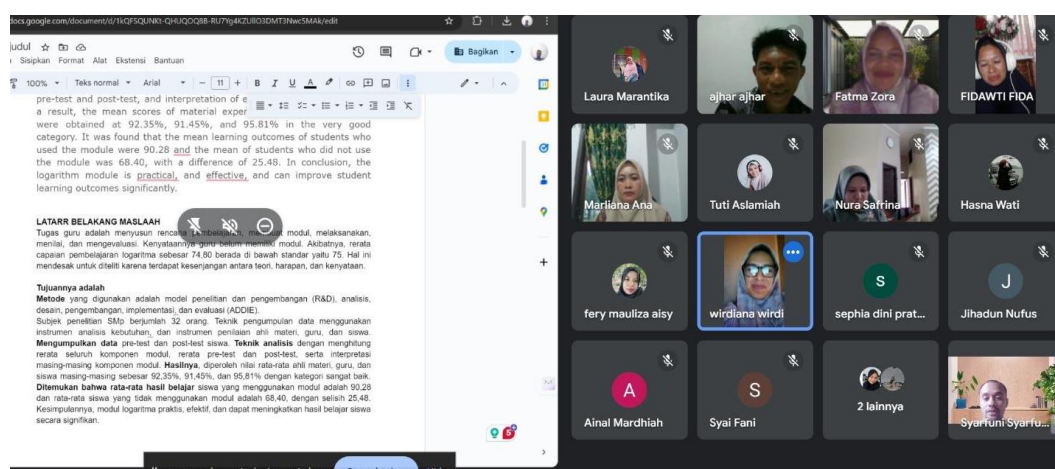 docs.google.com/document/d/1kQFSQUNKt-QHUQOQ8B-RU7Yg4KZUllO3DMT3Nwc5MAk/edit
judul
Sisipkan Format Alat Ekstensi Bantuan
Bagikan
100% Teks normal Arial 11 B I U A
pre-test and post-test, and interpretation of e
a result, the mean scores of material exper
were obtained at 92.35%, 91.45%, and 95.81% in the very good
category. It was found that the mean learning outcomes of students who
used the module were 90.28 and the mean of students who did not use
the module was 68.40, with a difference of 25.48. In conclusion, the
logarithm module is practical, and effective, and can improve student
learning outcomes significantly.
LATARR BELAKANG MASLAAH
Tugas guru adalah menyusun rencana pembelajaran, membuat modul, melaksanakan,
menilai, dan mengevaluasi. Kenyataannya guru belum memiliki modul. Akibatnya, rerata
capaian pembelajaran logaritma sebesar 74,80 berada di bawah standar yaitu 75. Hal ini
mendesak untuk diteliti karena terdapat kesenjangan antara teori, harapan, dan kenyataan.
Tujuannya adalah
Metode yang digunakan adalah model penelitian dan pengembangan (R&D), analisis,
desain, pengembangan, implementasi, dan evaluasi (ADDIE).
Subjek penelitian SMp berjumlah 32 orang. Teknik pengumpulan data menggunakan
instrumen analisis kebutuhan, dan instrumen penilaian ahli materi, guru, dan siswa.
Mengumpulkan data pre-test dan post-test siswa. Teknik analisis dengan menghitung
rerata seluruh komponen modul, rerata pre-test dan post-test, serta interpretasi
masing-masing komponen modul. Hasilnya, diperoleh nilai rata-rata ahli materi, guru, dan
siswa masing-masing sebesar 92,35%, 91,45%, dan 95,81% dengan kategori sangat baik.
Ditemukan bahwa rata-rata hasil belajar siswa yang menggunakan modul adalah 90,28
dan rata-rata siswa yang tidak menggunakan modul adalah 68,40, dengan selisih 25,48.
Kesimpulannya, modul logaritma praktis, efektif, dan dapat meningkatkan hasil belajar siswa
secara signifikan.
5
Laura Marantika
ajhar ajhar
Fatma Zora
FIDAWTI FIDA
Marliana Ana
Tuti Aslamiah
Nura Safrina
Hasna Wati
fery mauliza aisy
wirdiana wirdi
S
sephia dini prat...
J
Jihadun Nufus
A
Ainal Mardhiah
S
Syai Fani
2 lainnya
Syarfuni Syarfu...